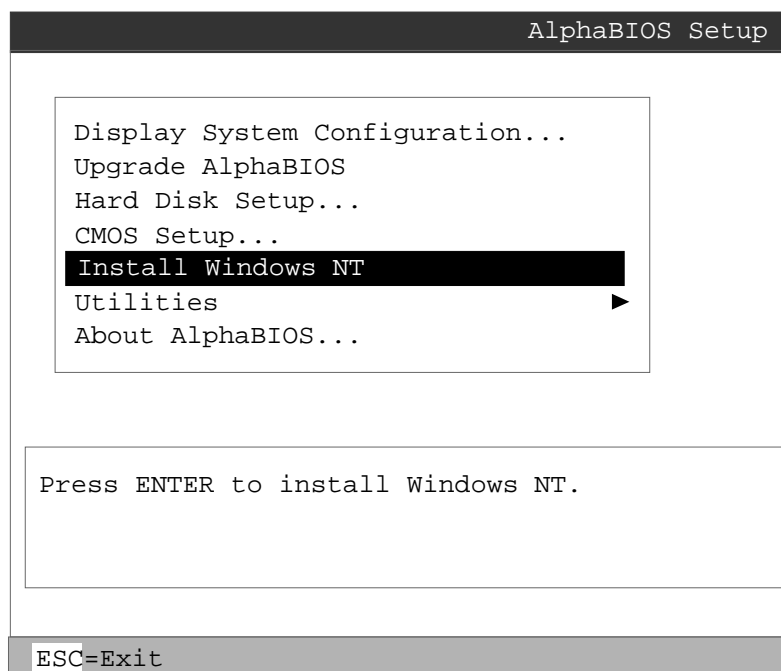 AlphaBIOS Setup
Display System Configuration...
Upgrade AlphaBIOS
Hard Disk Setup...
CMOS Setup...
Install Windows NT
Utilities
About AlphaBIOS...
Press ENTER to install Windows NT.
ESC=Exit